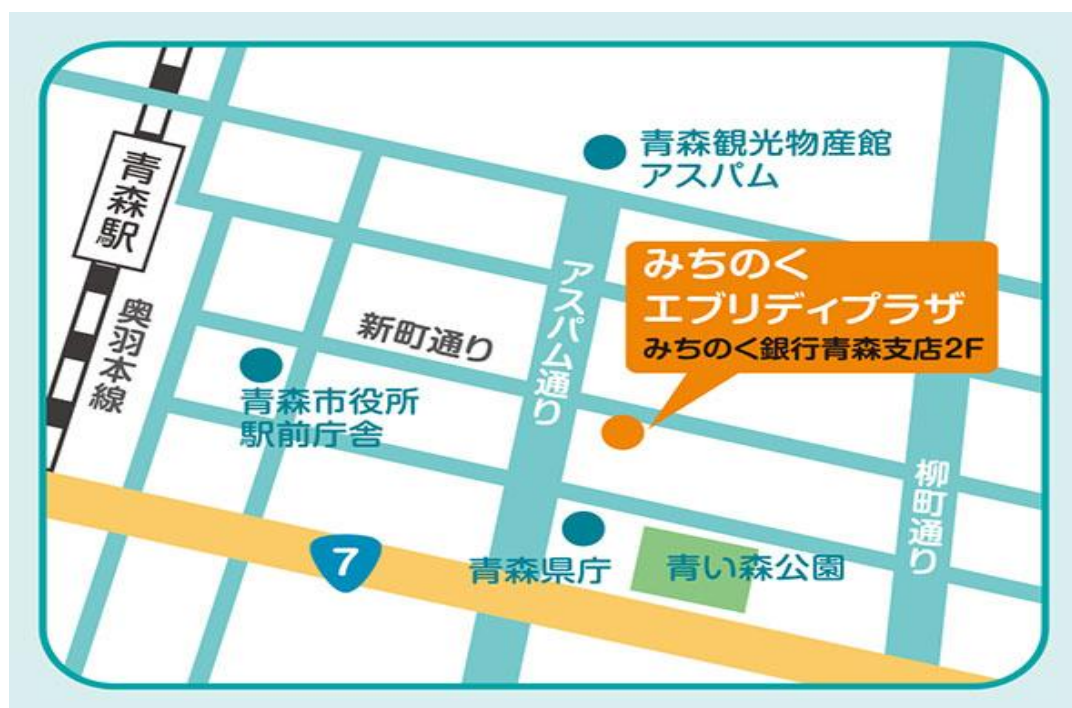 青森観光物産館
アスパム
青森駅
みちのく
エブリディプラザ
みちのく銀行青森支店2F
アスパム通り
奥羽本線
新町通り
青森市役所
駅前庁舎
柳町通り
7
青森県庁
青い森公園